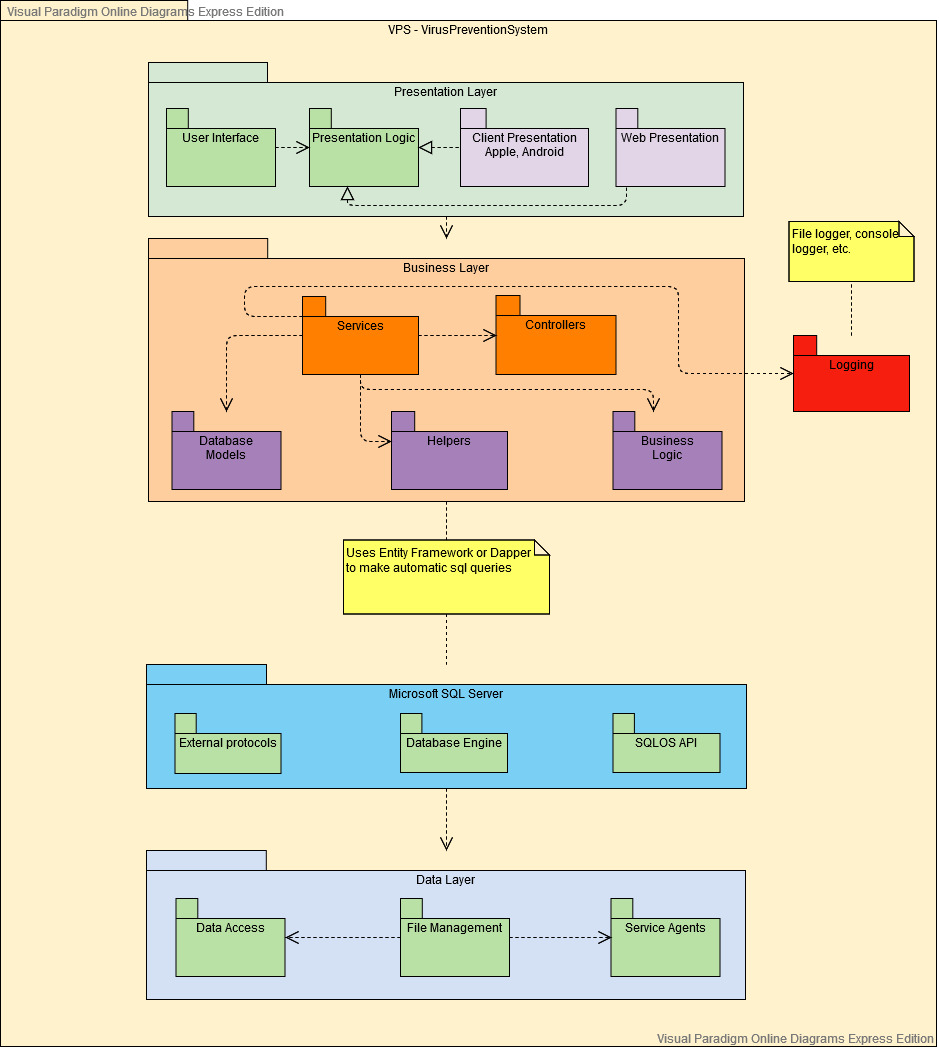 Visual Paradigm Online Diagrams Express Edition
VPS - VirusPreventionSystem
Presentation Layer
User Interface
Presentation Logic
Client Presentation
Apple, Android
Web Presentation
File logger, console
logger, etc.
Business Layer
Services
Controllers
Logging
Database
Models
Helpers
Business
Logic
Uses Entity Framework or Dapper
to make automatic sql queries
Microsoft SQL Server
External protocols
Database Engine
SQLOS API
Data Layer
Data Access
File Management
Service Agents
Visual Paradigm Online Diagrams Express Edition